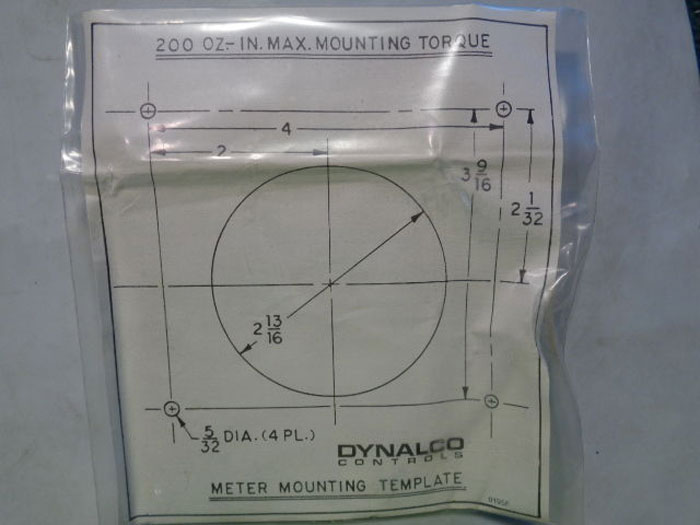 200 OZ-IN. MAX. MOUNTING TORQUE
4
2
3 9/16
2 1/32
2 13/16
5/32 DIA. (4 PL.)
DYNALCO
CONTROLS
METER MOUNTING TEMPLATE